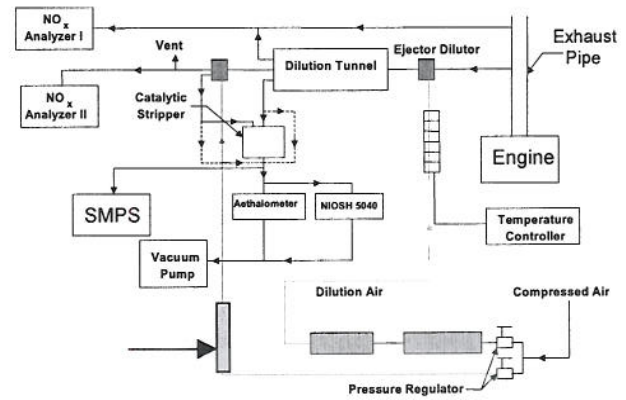 NOx
Analyzer I
Vent
Ejector Dilutor
Exhaust
Pipe
Dilution Tunnel
NOx
Analyzer II
Catalytic
Stripper
Engine
SMPS
Aethalometer
NIOSH 5040
Temperature
Controller
Vacuum
Pump
Dilution Air
Compressed Air
Pressure Regulator